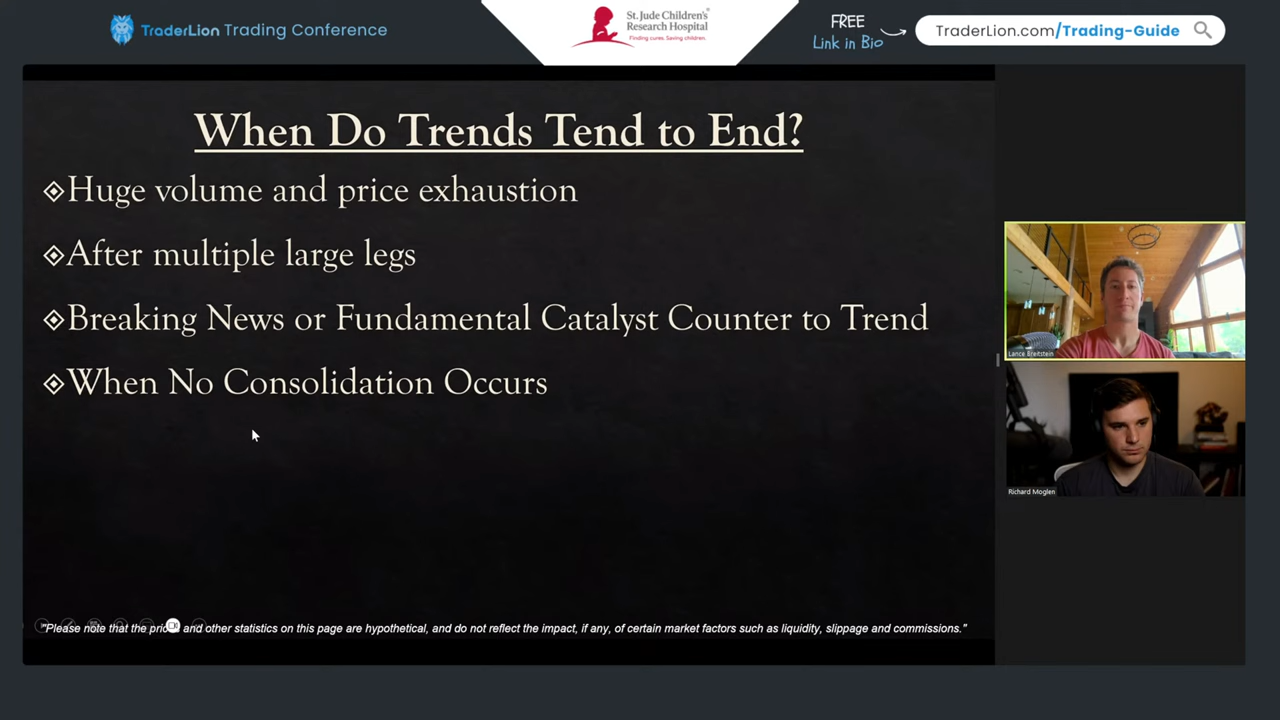 TraderLion Trading Conference
St. Jude Children's
Research Hospital
Finding cures. Saving children.
FREE
Link in Bio
TraderLion.com/Trading-Guide
When Do Trends Tend to End?
Huge volume and price exhaustion
After multiple large legs
Breaking News or Fundamental Catalyst Counter to Trend
When No Consolidation Occurs
Lance Breitstein
Richard Moglen
"Please note that the prices and other statistics on this page are hypothetical, and do not reflect the impact, if any, of certain market factors such as liquidity, slippage and commissions."